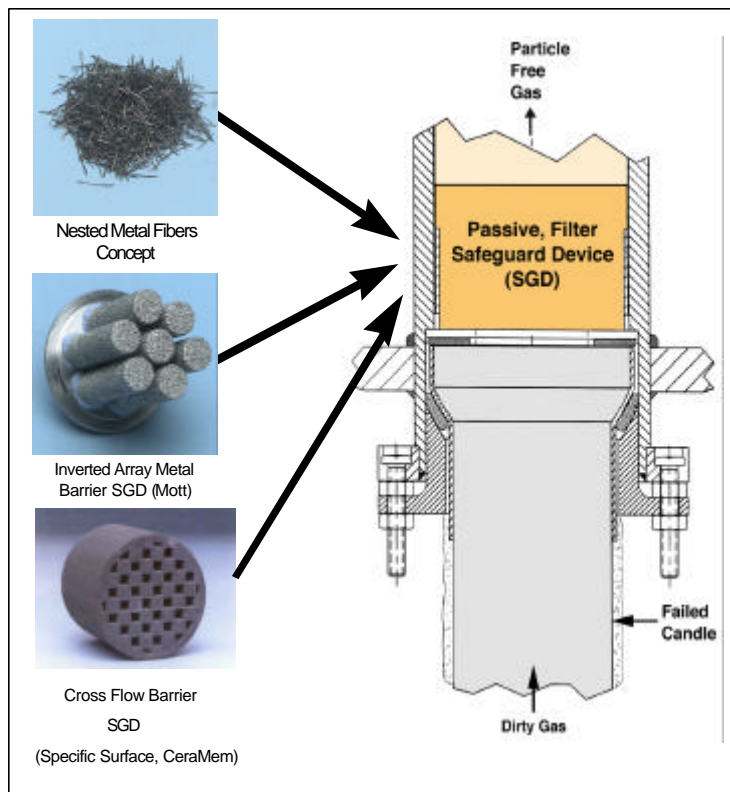 Nested Metal Fibers
Concept
Inverted Array Metal
Barrier SGD (Mott)
Cross Flow Barrier
SGD
(Specific Surface, CeraMem)
Particle
Free
Gas
Passive, Filter
Safeguard Device
(SGD)
Failed
Candle
Dirty Gas